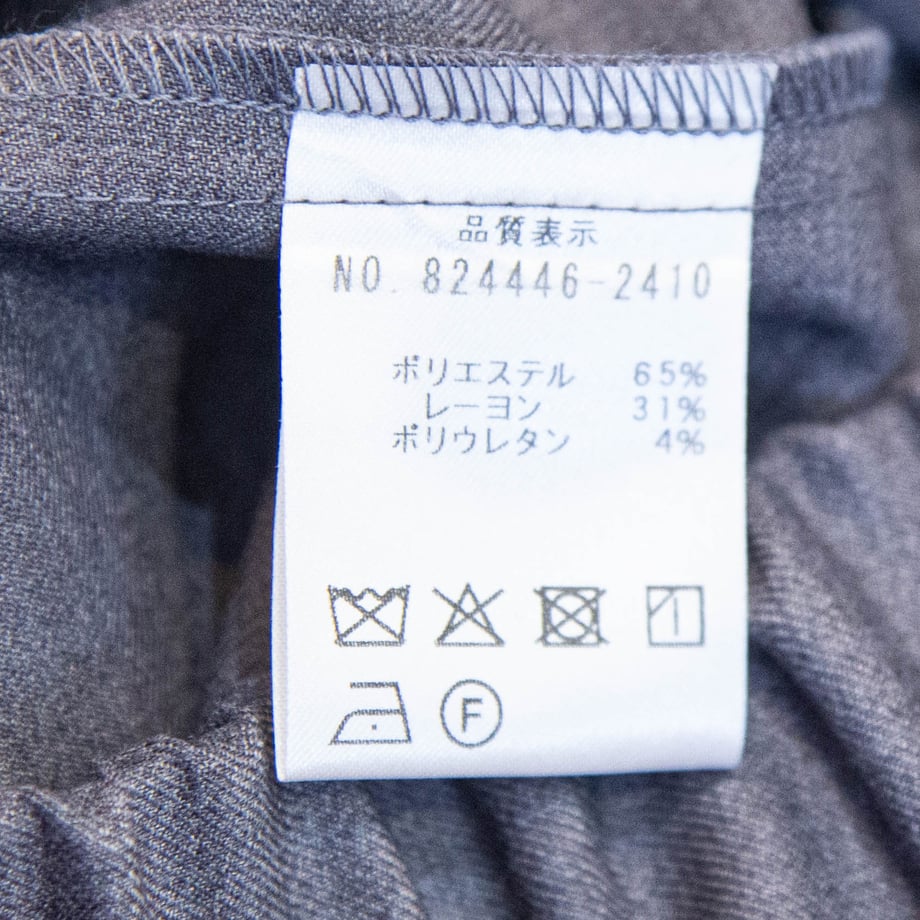 品質表示
NO. 824446-2410
ポリエステル 65%
レーヨン 31%
ポリウレタン 4%
F